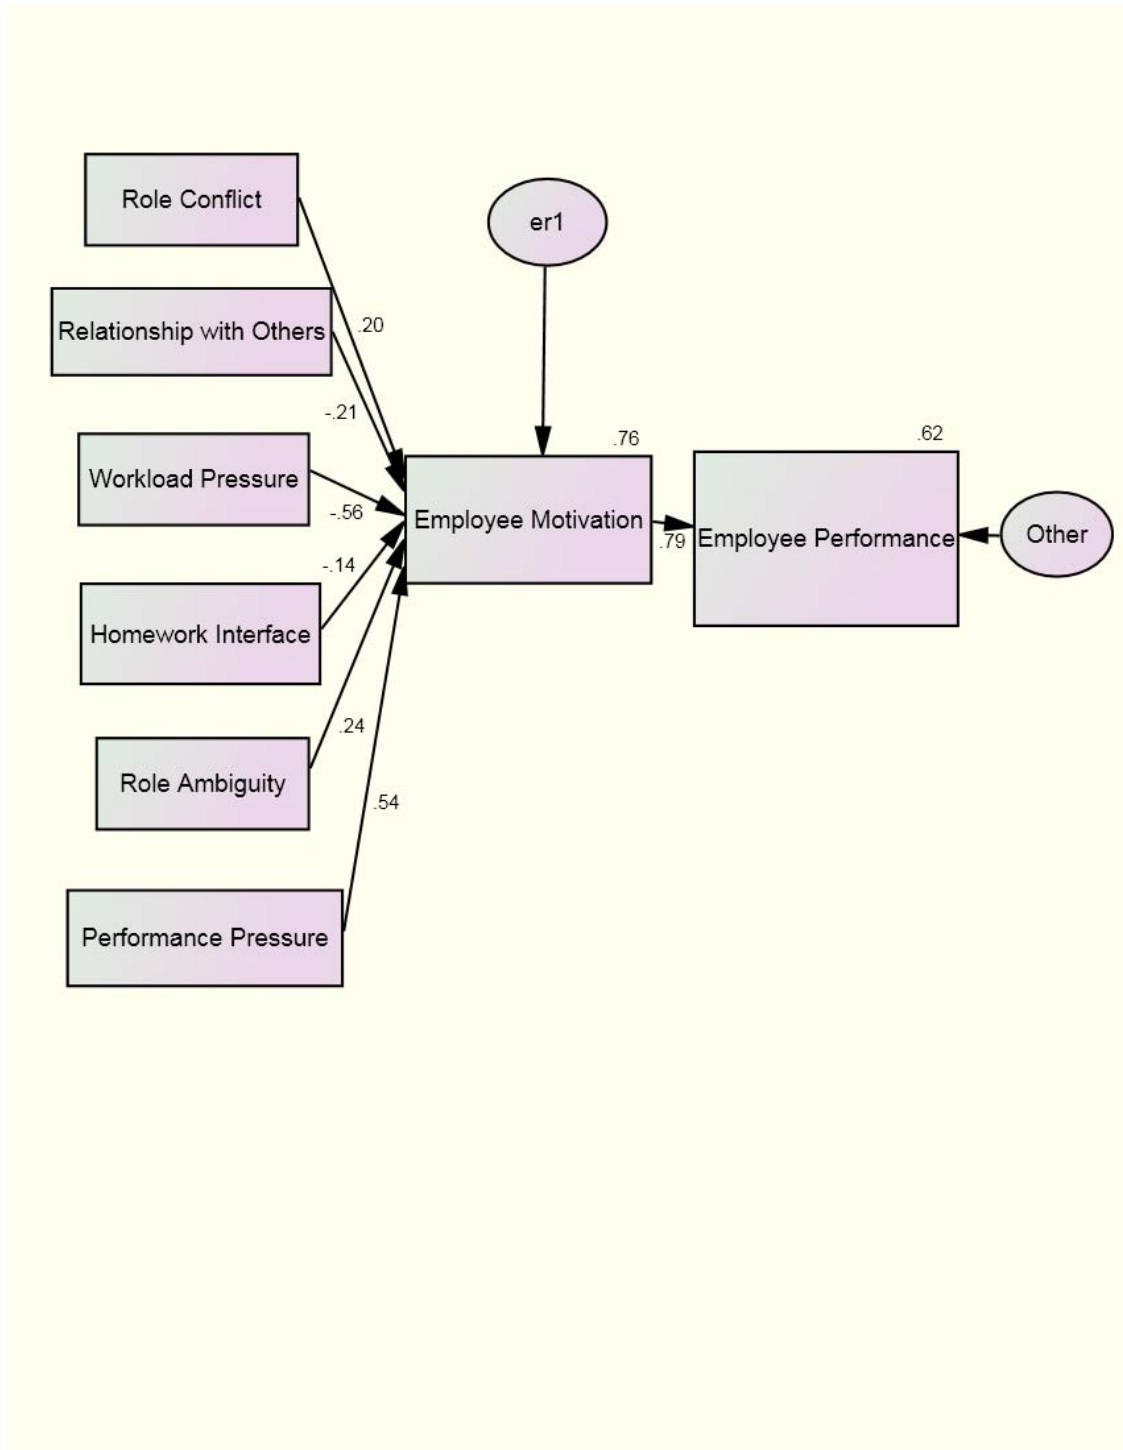 Role Conflict
er1
Relationship with Others
.20
-.21
.76
.62
Workload Pressure
-.56
Employee Motivation
.79
Employee Performance
Other
-.14
Homework Interface
.24
Role Ambiguity
.54
Performance Pressure